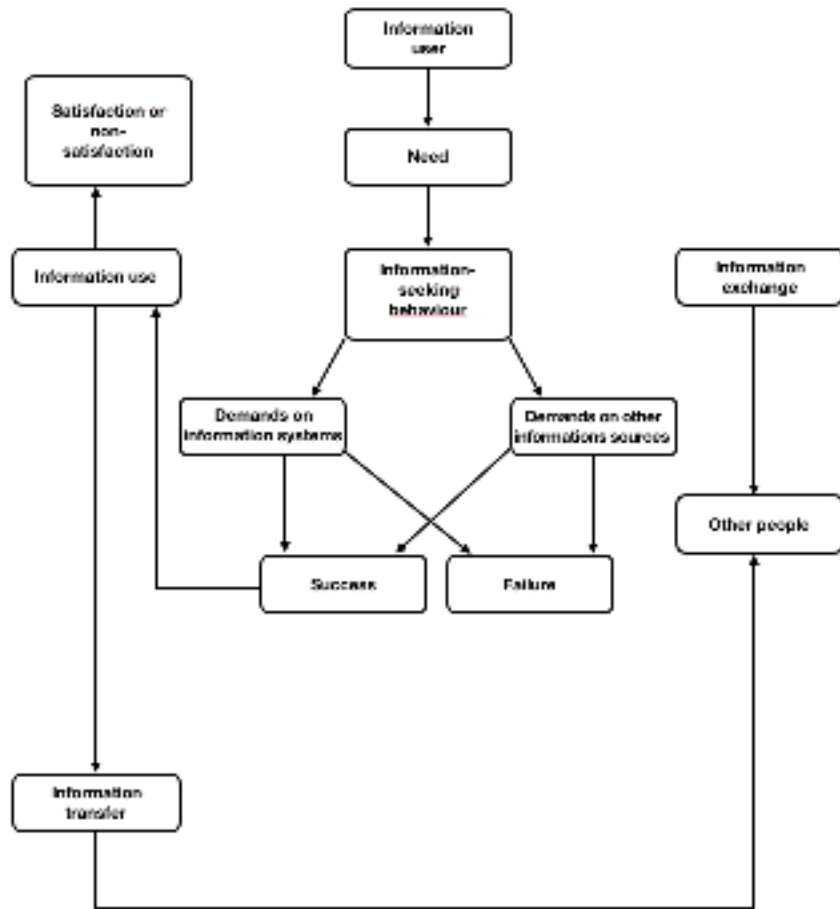 Information
user
Satisfaction or
non-
satisfaction
Need
Information use
Information-
seeking
behaviour
Information
exchange
Demands on
information systems
Demands on other
informations sources
Other people
Success
Failure
Information
transfer